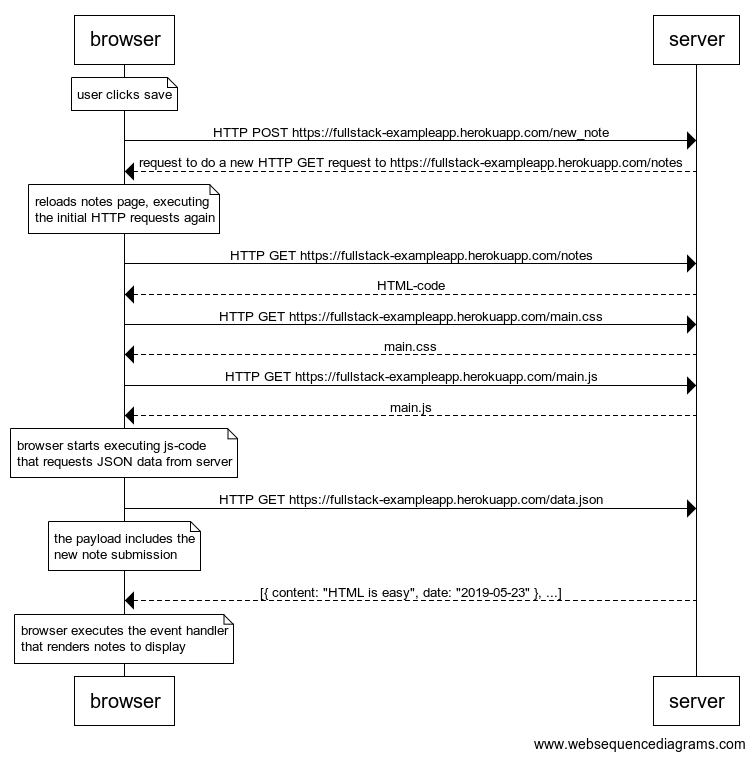 browser
server
user clicks save
HTTP POST https://fullstack-exampleapp.herokuapp.com/new_note
request to do a new HTTP GET request to https://fullstack-exampleapp.herokuapp.com/notes
reloads notes page, executing
the initial HTTP requests again
HTTP GET https://fullstack-exampleapp.herokuapp.com/notes
HTML-code
HTTP GET https://fullstack-exampleapp.herokuapp.com/main.css
main.css
HTTP GET https://fullstack-exampleapp.herokuapp.com/main.js
main.js
browser starts executing js-code
that requests JSON data from server
HTTP GET https://fullstack-exampleapp.herokuapp.com/data.json
the payload includes the
new note submission
[{ content: "HTML is easy", date: "2019-05-23" }, ...]
browser executes the event handler
that renders notes to display
browser
server
www.websequencediagrams.com